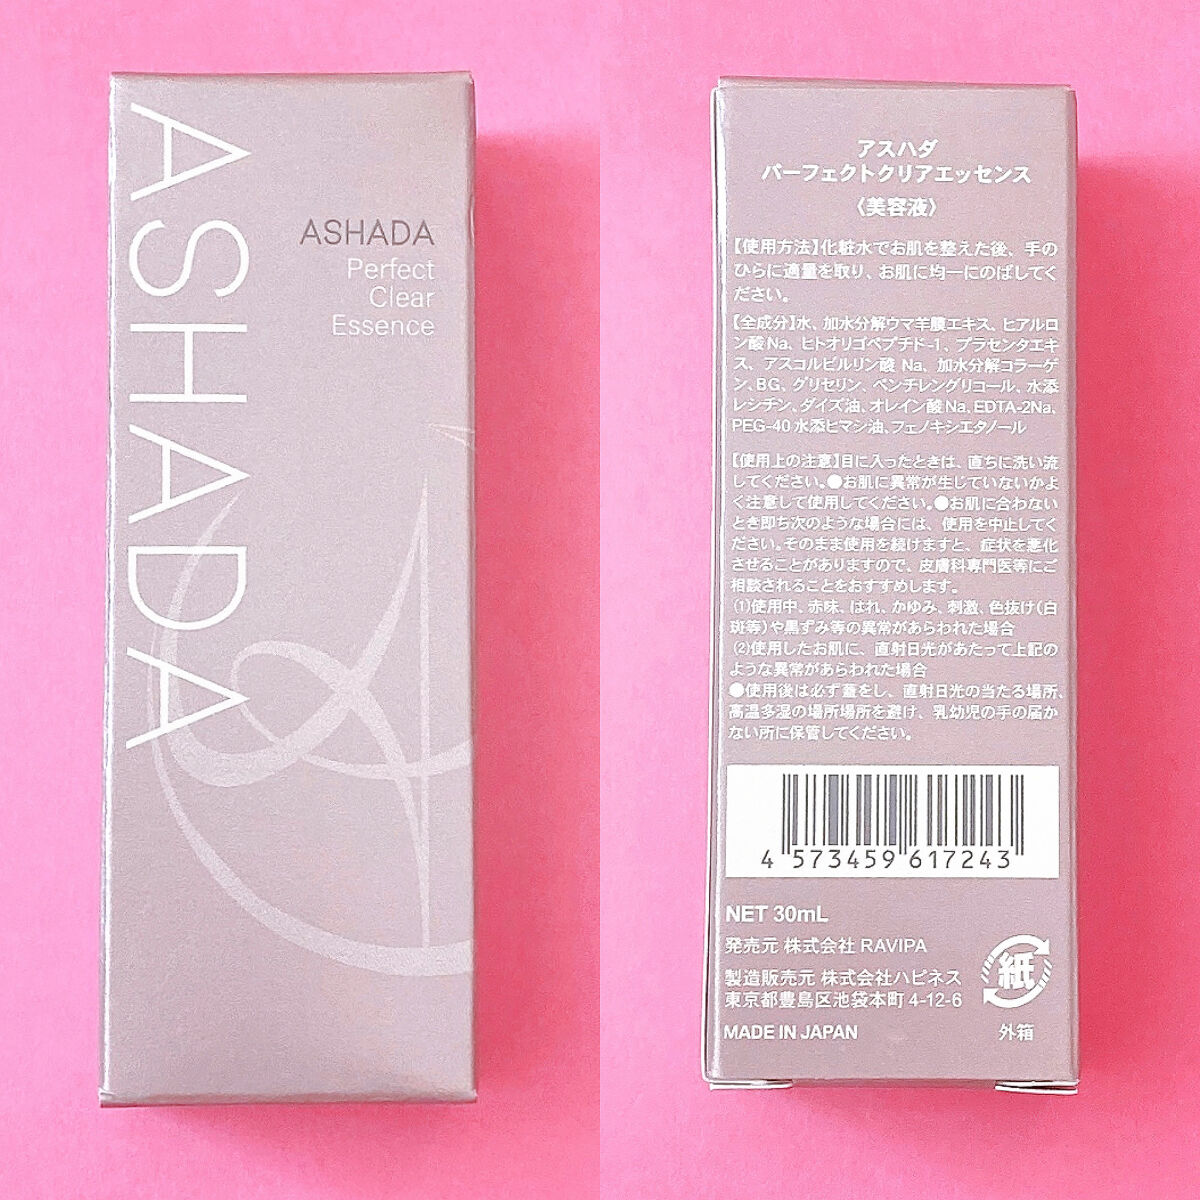 ASHADA
ASHADA
Perfect
Clear
Essence
アスハダ
パーフェクトクリアエッセンス
〈美容液〉
【使用方法】化粧水でお肌を整えた後、手の
ひらに適量を取り、お肌に均一にのばしてく
ださい。
【全成分】水、加水分解ウマ羊膜エキス、ヒアルロ
ン酸Na、ヒトオリゴペプチド-1、プラセンタエキ
ス、アスコルビルリン酸 Na、加水分解コラーゲ
ン、BG、グリセリン、ペンチレングリコール、水添
レシチン、ダイズ油、オレイン酸Na、EDTA-2Na、
PEG-40 水添ヒマシ油、フェノキシエタノール
【使用上の注意】目に入ったときは、直ちに洗い流
してください。●お肌に異常が生じていないかよ
く注意して使用してください。●お肌に合わない
とき即ち次のような場合には、使用を中止してく
ださい。そのまま使用を続けますと、症状を悪化
させることがありますので、皮膚科専門医等にご
相談されることをおすすめします。
(1)使用中、赤味、はれ、かゆみ、刺激、色抜け(白
斑等)や黒ずみ等の異常があらわれた場合
(2)使用したお肌に、直射日光があたって上記の
ような異常があらわれた場合
●使用後は必ず蓋をし、直射日光の当たる場所、
高温多湿の場所場所を避け、乳幼児の手の届か
ない所に保管してください。
4 573459 617243
NET 30mL
発売元 株式会社 RAVIPA
製造販売元 株式会社ハピネス
東京都豊島区池袋本町 4-12-6
MADE IN JAPAN
紙
外箱